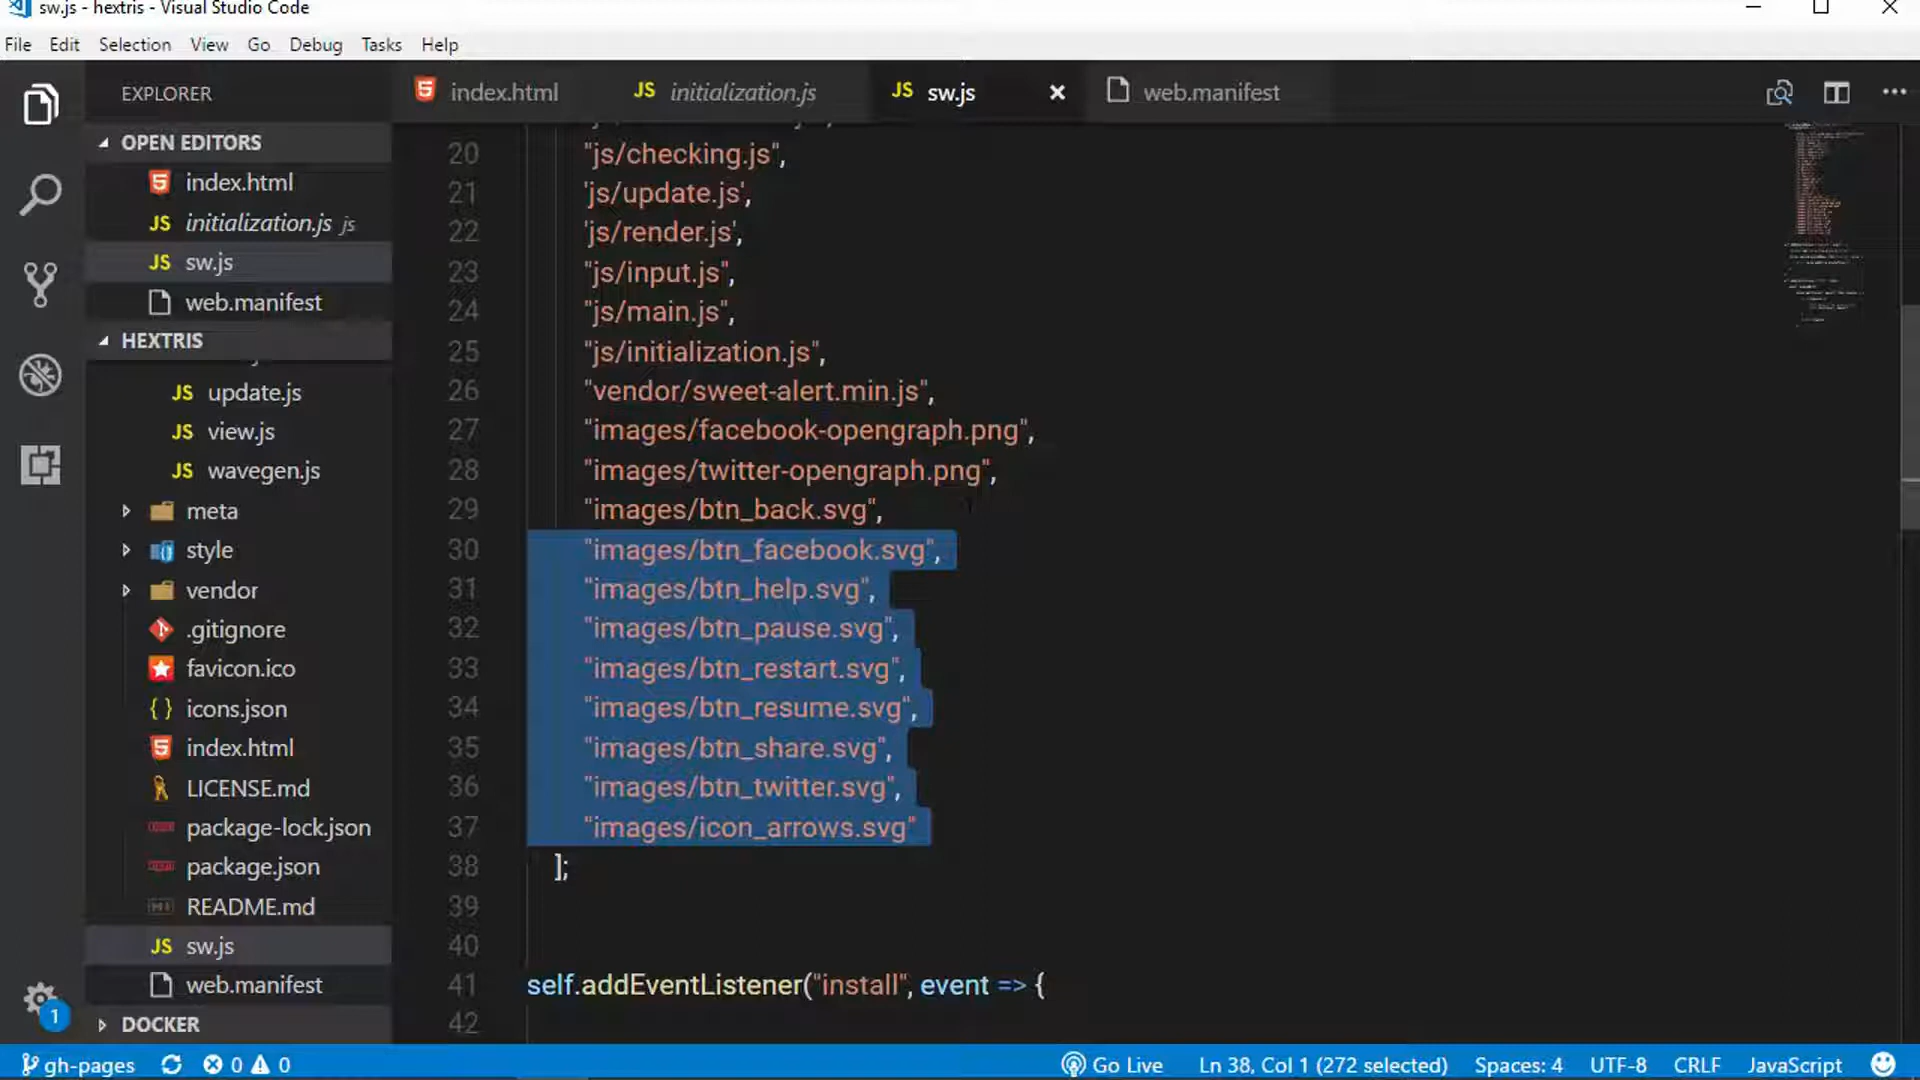 sw.js - hextris - Visual Studio Code
File Edit Selection View Go Debug Tasks Help
EXPLORER
index.html
JS initialization.js
JS sw.js
web.manifest
OPEN EDITORS
index.html
JS initialization.js js
JS sw.js
web.manifest
HEXTRIS
JS update.js
JS view.js
JS wavegen.js
meta
style
vendor
.gitignore
favicon.ico
{ } icons.json
index.html
LICENSE.md
package-lock.json
package.json
README.md
JS sw.js
web.manifest
DOCKER
20 "js/checking.js",
21 'js/update.js',
22 'js/render.js',
23 "js/input.js",
24 "js/main.js",
25 "js/initialization.js",
26 "vendor/sweet-alert.min.js",
27 "images/facebook-opengraph.png",
28 "images/twitter-opengraph.png",
29 "images/btn_back.svg",
30 "images/btn_facebook.svg",
31 "images/btn_help.svg",
32 "images/btn_pause.svg",
33 "images/btn_restart.svg",
34 "images/btn_resume.svg",
35 "images/btn_share.svg",
36 "images/btn_twitter.svg",
37 "images/icon_arrows.svg"
38 ];
39
40
41 self.addEventListener("install", event => {
42
1
gh-pages 0 0 Go Live Ln 38, Col 1 (272 selected) Spaces: 4 UTF-8 CRLF JavaScript